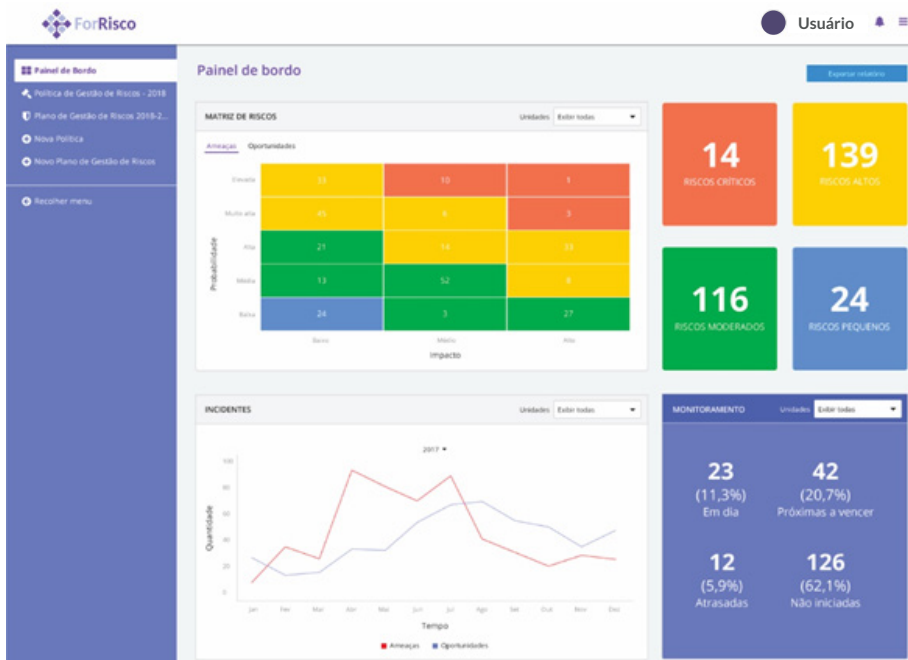 ForRisco
Usuário
Painel de Bordo
Política de Gestão de Riscos - 2018
Plano de Gestão de Riscos 2018-2...
Nova Política
Novo Plano de Gestão de Riscos
Recolher menu
Painel de bordo
Exportar relatório
MATRIZ DE RISCOS
Unidades Exibir todas
Ameaças Oportunidades
Probabilidade
Elevada 33 10 1
Muito alta 45 6 3
Alta 21 14 33
Média 13 52 8
Baixa 24 3 27
Baixo Médio Alto
Impacto
14
RISCOS CRÍTICOS
139
RISCOS ALTOS
116
RISCOS MODERADOS
24
RISCOS PEQUENOS
INCIDENTES
Unidades Exibir todas
2017
Quantidade
100
80
60
40
20
0
Jan Fev Mar Abr Mai Jun Jul Ago Set Out Nov Dez
Tempo
Ameaças Oportunidades
MONITORAMENTO
Unidades Exibir todas
23
(11,3%)
Em dia
42
(20,7%)
Próximas a vencer
12
(5,9%)
Atrasadas
126
(62,1%)
Não iniciadas